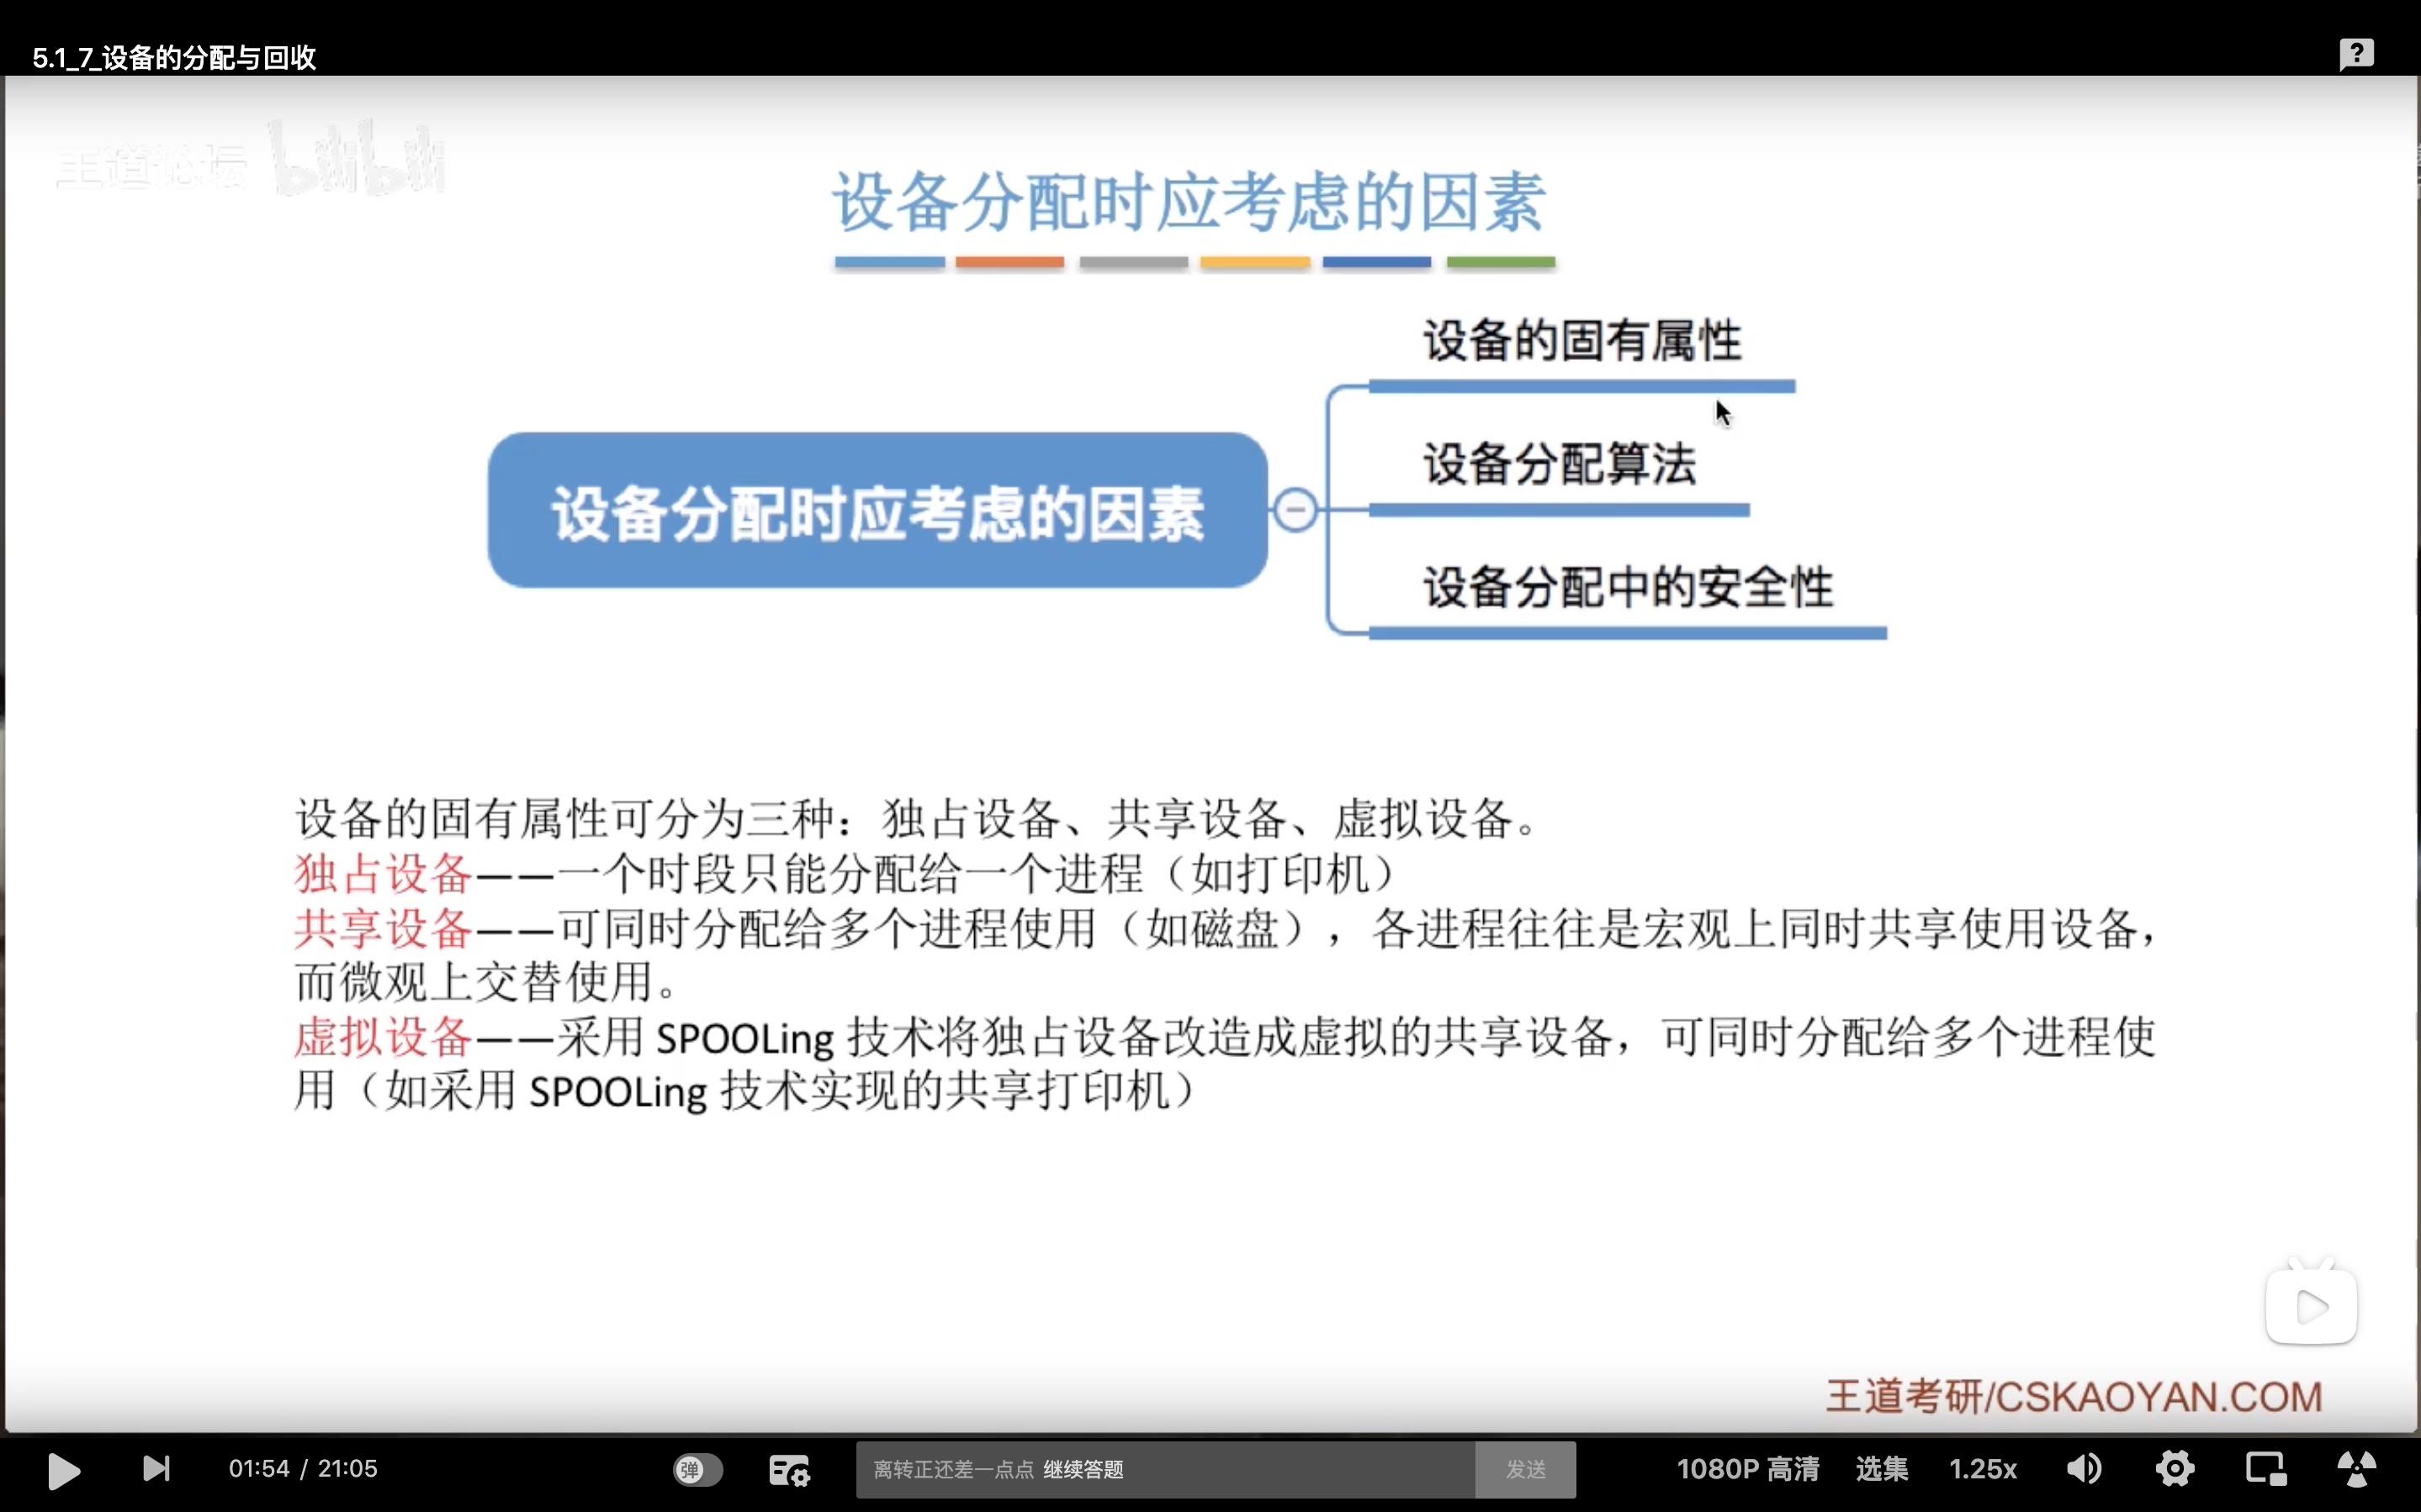 5.1_7_设备的分配与回收
王道论坛 bilibili
设备分配时应考虑的因素
设备的固有属性
设备分配算法
设备分配时应考虑的因素
设备分配中的安全性
设备的固有属性可分为三种：独占设备、共享设备、虚拟设备。
独占设备——一个时段只能分配给一个进程（如打印机）
共享设备——可同时分配给多个进程使用（如磁盘），各进程往往是宏观上同时共享使用设备，
而微观上交替使用。
虚拟设备——采用 SPOOLing 技术将独占设备改造成虚拟的共享设备，可同时分配给多个进程使
用（如采用 SPOOLing 技术实现的共享打印机）
王道考研/CSKAOYAN.COM
01:54 / 21:05
弹
离转正还差一点点 继续答题
发送
1080P 高清
选集
1.25x